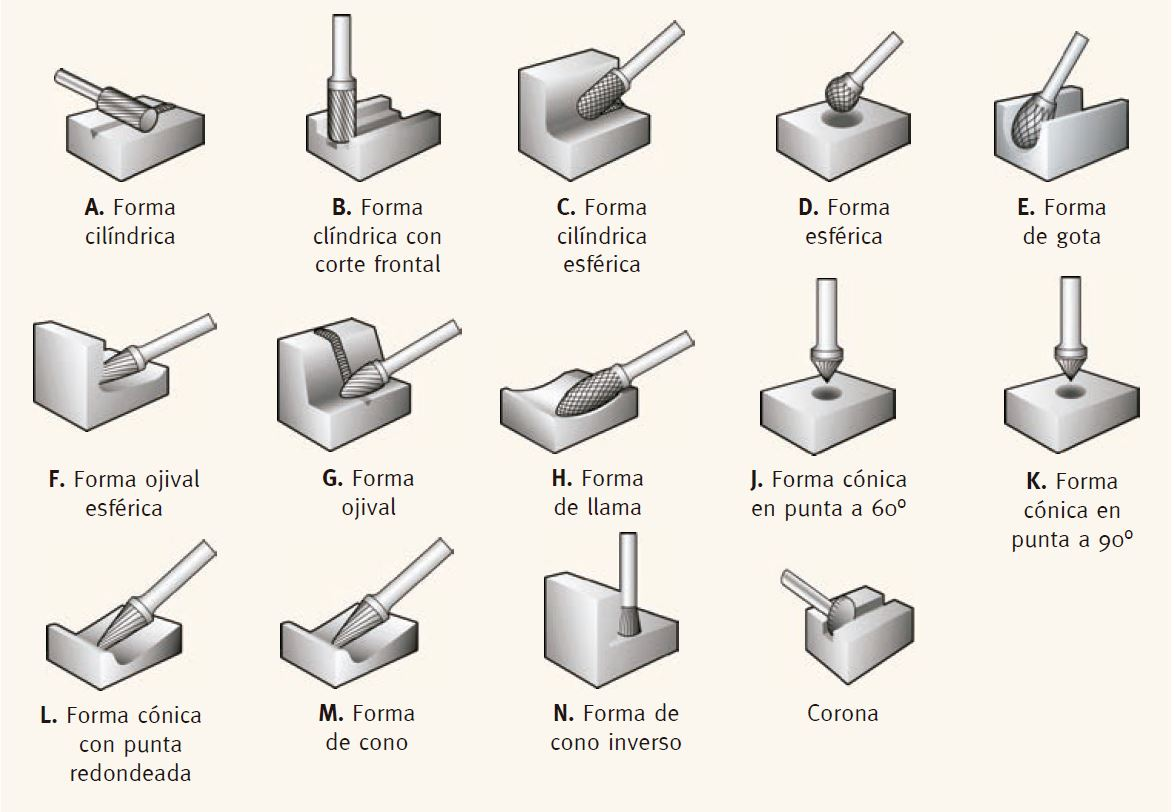 A. Forma
cilíndrica
B. Forma
clíndrica con
corte frontal
C. Forma
cilíndrica
esférica
D. Forma
esférica
E. Forma
de gota
F. Forma ojival
esférica
G. Forma
ojival
H. Forma
de llama
J. Forma cónica
en punta a 60º
K. Forma
cónica en
punta a 90º
L. Forma cónica
con punta
redondeada
M. Forma
de cono
N. Forma de
cono inverso
Corona